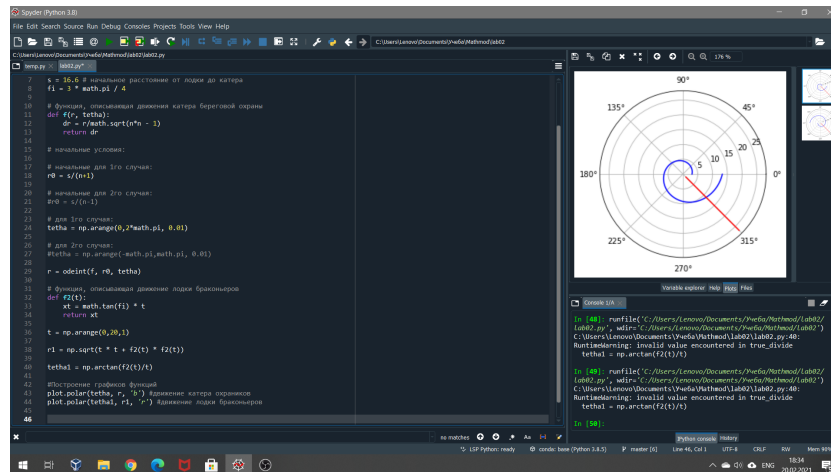 Spyder (Python 3.8)
File Edit Search Source Run Debug Consoles Projects Tools View Help
C:\Users\Lenovo\Documents\Учеба\Mathmod\lab02
C:\Users\Lenovo\Documents\Учеба\Mathmod\lab02\lab02.py
temp.py
lab02.py*
7 s = 16.6 # начальное расстояние от лодки до катера
8 fi = 3 * math.pi / 4
9
10 # функция, описывающая движения катера береговой охраны
11 def f(r, tetha):
12 dr = r/math.sqrt(n*n - 1)
13 return dr
14
15 # начальные условия:
16
17 # начальные для 1го случая:
18 r0 = s/(n+1)
19
20 # начальные для 2го случая:
21 #r0 = s/(n-1)
22
23 # для 1го случая:
24 tetha = np.arange(0,2*math.pi, 0.01)
25
26 # для 2го случая:
27 #tetha = np.arange(-math.pi,math.pi, 0.01)
28
29 r = odeint(f, r0, tetha)
30
31 # функция, описывающая движение лодки браконьеров
32 def f2(t):
33 xt = math.tan(fi) * t
34 return xt
35
36 t = np.arange(0,20,1)
37
38 r1 = np.sqrt(t * t + f2(t) * f2(t))
39
40 tetha1 = np.arctan(f2(t)/t)
41
42 #Построение графиков функций
43 plot.polar(tetha, r, 'b') #движение катера охраников
44 plot.polar(tetha1, r1, 'r') #движение лодки браконьеров
45
46
no matches
Aa
176 %
90°
135° 45°
180° 0°
225° 315°
270°
5 10 15 20 25
Variable explorer Help Plots Files
Console 1/A
In [48]: runfile('C:/Users/Lenovo/Documents/Учеба/Mathmod/lab02/
lab02.py', wdir='C:/Users/Lenovo/Documents/Учеба/Mathmod/lab02')
C:\Users\Lenovo\Documents\Учеба\Mathmod\lab02\lab02.py:40:
RuntimeWarning: invalid value encountered in true_divide
tetha1 = np.arctan(f2(t)/t)
In [49]: runfile('C:/Users/Lenovo/Documents/Учеба/Mathmod/lab02/
lab02.py', wdir='C:/Users/Lenovo/Documents/Учеба/Mathmod/lab02')
C:\Users\Lenovo\Documents\Учеба\Mathmod\lab02\lab02.py:40:
RuntimeWarning: invalid value encountered in true_divide
tetha1 = np.arctan(f2(t)/t)
In [50]:
IPython console History
LSP Python: ready conda: base (Python 3.8.5) master [6] Line 46, Col 1 UTF-8 CRLF RW Mem 90%
ENG
18:34
20.02.2021